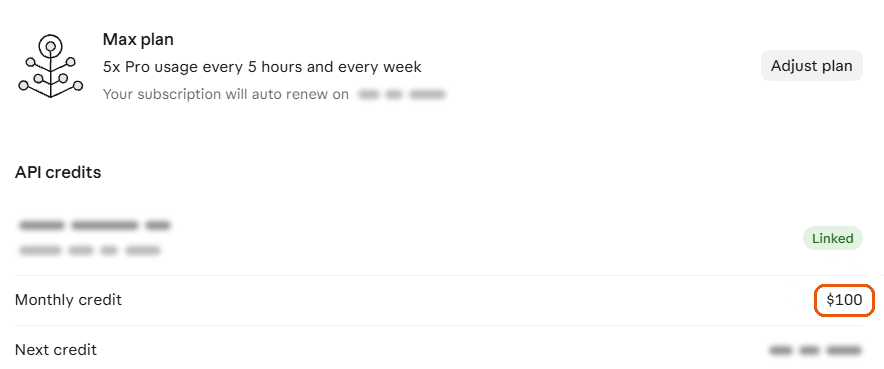 Max plan
5x Pro usage every 5 hours and every week
Adjust plan
Your subscription will auto renew on
API credits
Linked
Monthly credit
$100
Next credit